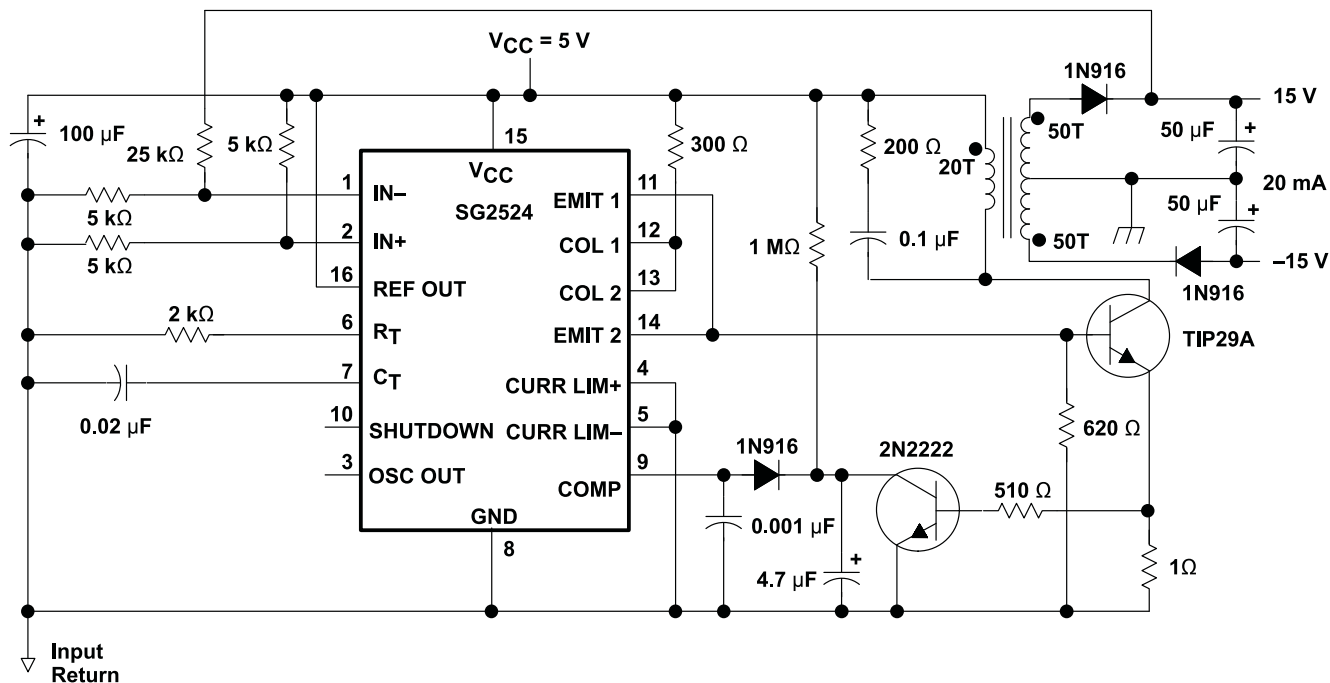 VCC = 5 V
1N916
15 V
100 µF
25 kΩ
5 kΩ
15
VCC
SG2524
300 Ω
200 Ω
20T
50T
50 µF
+
+
5 kΩ
1
IN–
EMIT 1
11
20 mA
5 kΩ
2
IN+
COL 1
12
1 MΩ
0.1 µF
50T
50 µF
+
–15 V
1N916
16
REF OUT
COL 2
13
2 kΩ
6
RT
EMIT 2
14
TIP29A
0.02 µF
7
CT
CURR LIM+
4
10
SHUTDOWN
CURR LIM–
5
1N916
2N2222
620 Ω
3
OSC OUT
COMP
9
510 Ω
GND
8
0.001 µF
4.7 µF
+
1Ω
Input
Return